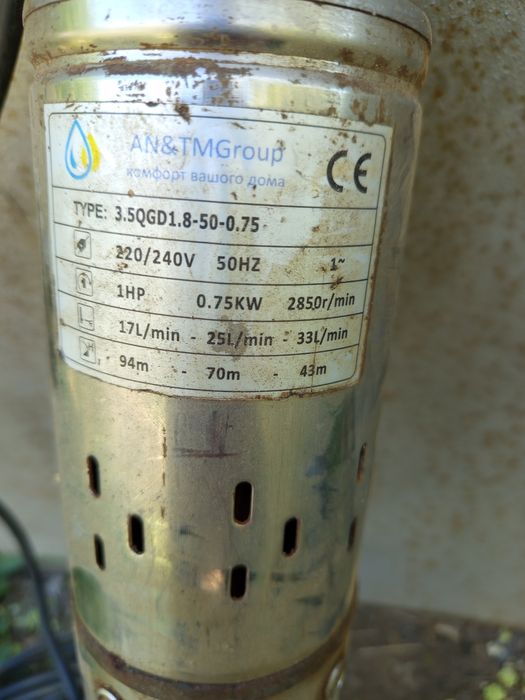 AN&TMGroup
комфорт вашого дома
CE
TYPE: 3.5QGD1.8-50-0.75
220/240V 50HZ 1~
1HP 0.75KW 2850r/min
17L/min - 25L/min - 33L/min
94m - 70m - 43m